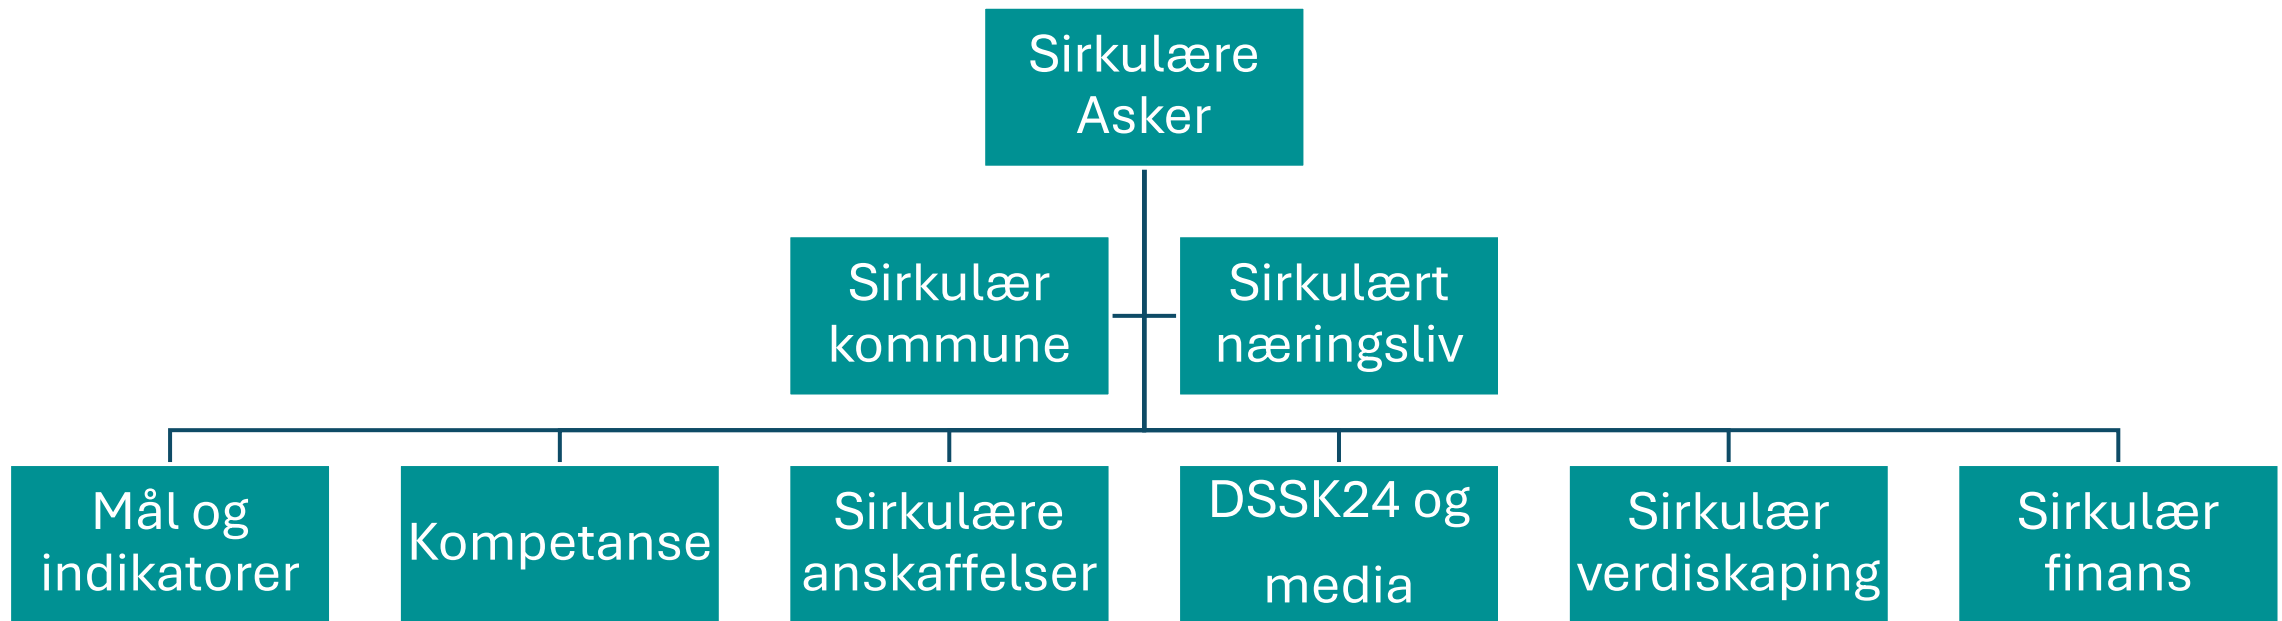 Sirkulære
Asker
Sirkulær
kommune
Sirkulært
næringsliv
Mål og
indikatorer
Kompetanse
Sirkulære
anskaffelser
DSSK24 og
media
Sirkulær
verdiskaping
Sirkulær
finans